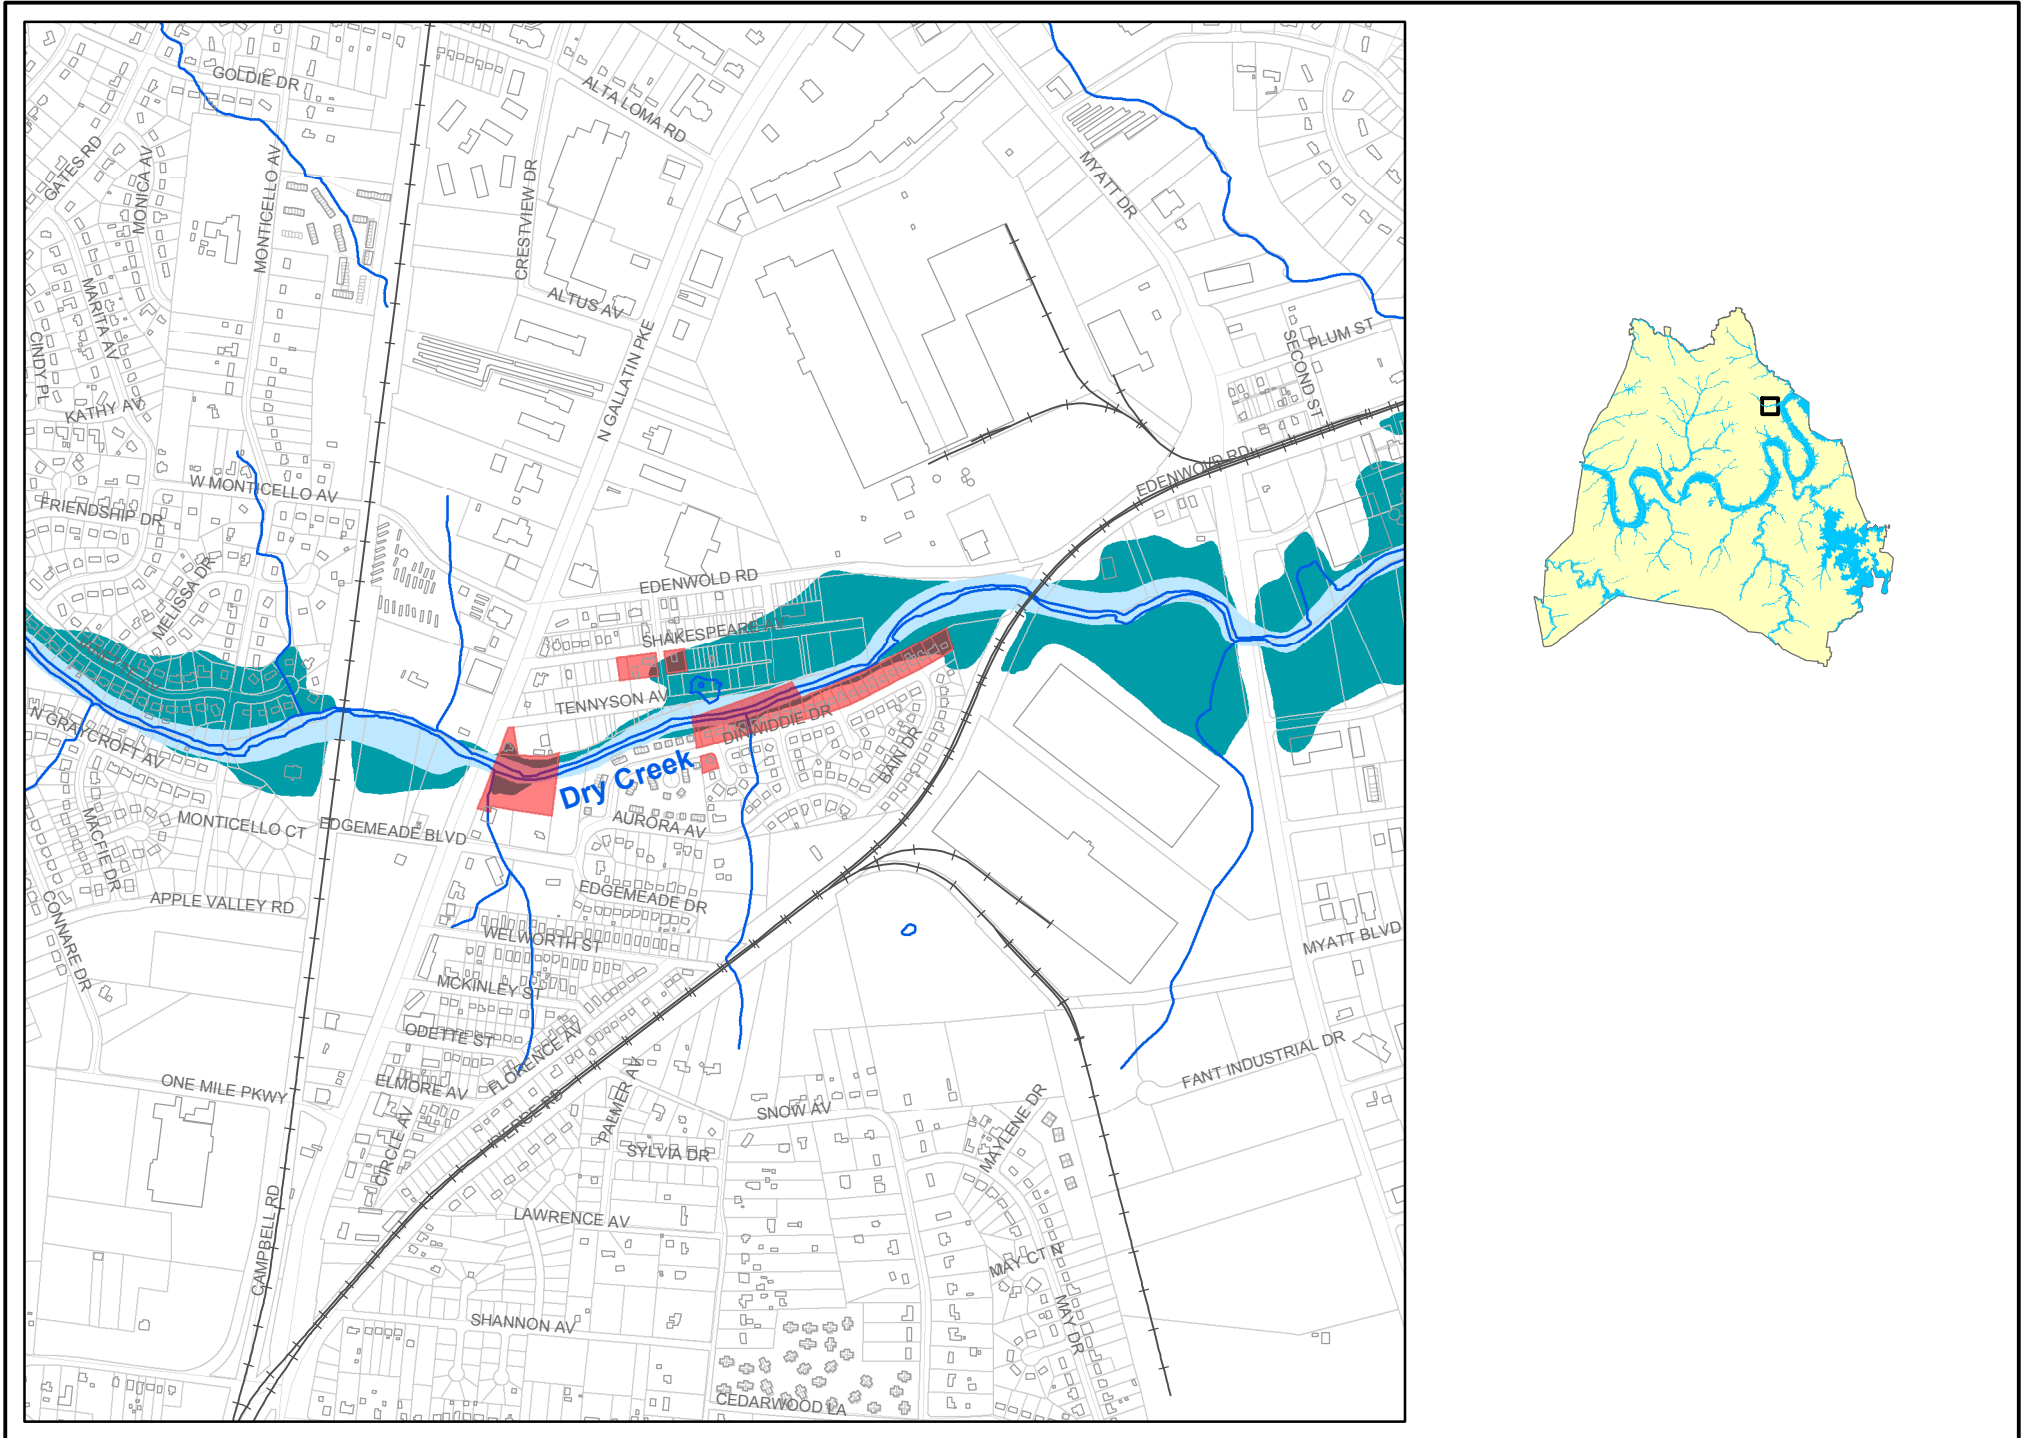 GOLDIE DR
ALTA LOMA RD
GATES RD
MONICA AV
MONTICELLO AV
CRESTVIEW DR
MYATT DR
MARITA AV
ALTUS AV
N GALLATIN PKE
CINDY PL
SECOND ST
PLUM ST
KATHY AV
W MONTICELLO AV
FRIENDSHIP DR
EDENWOLD RD
MELISSA DR
EDENWOLD RD
SHAKESPEARE
TENNYSON AV
N GRAYCROFT AV
DINWIDDIE DR
BAIN DR
Dry Creek
MACFIE DR
MONTICELLO CT
EDGEMEADE BLVD
AURORA AV
CONNARE DR
APPLE VALLEY RD
EDGEMEADE DR
WELWORTH ST
MYATT BLVD
MCKINLEY ST
ODETTE ST
FLORENCE AV
ONE MILE PKWY
ELMORE AV
PIERCE RD
PALMER AV
CIRCLE AV
SNOW AV
MAYLENE DR
FANT INDUSTRIAL DR
SYLVIA DR
CAMPBELL RD
LAWRENCE AV
MAY CT N
MAY DR
SHANNON AV
CEDARWOOD LA